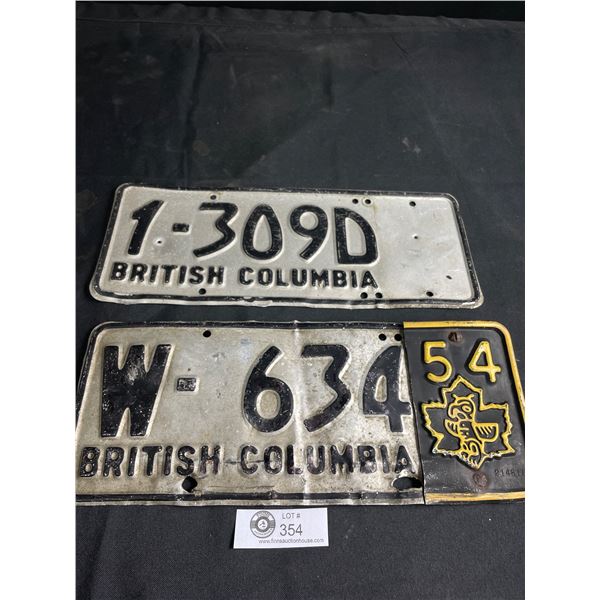 1-309D
BRITISH COLUMBIA
W-634
BRITISH COLUMBIA
54
LOT #
354
www.finnsauctionhouse.com